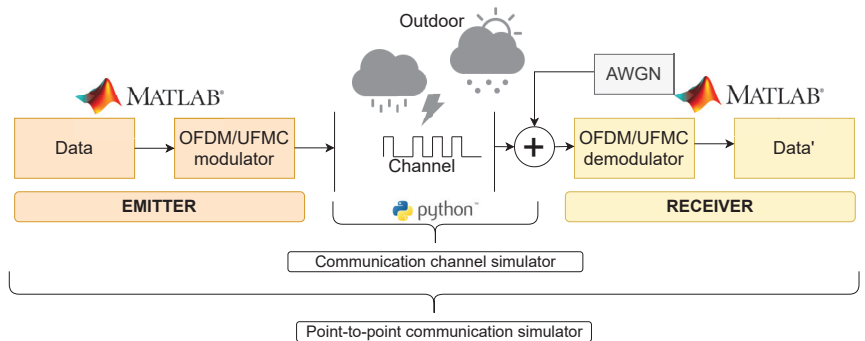 Outdoor
AWGN
MATLAB®
MATLAB®
Data
OFDM/UFMC
modulator
Channel
+
OFDM/UFMC
demodulator
Data'
EMITTER
python™
RECEIVER
Communication channel simulator
Point-to-point communication simulator